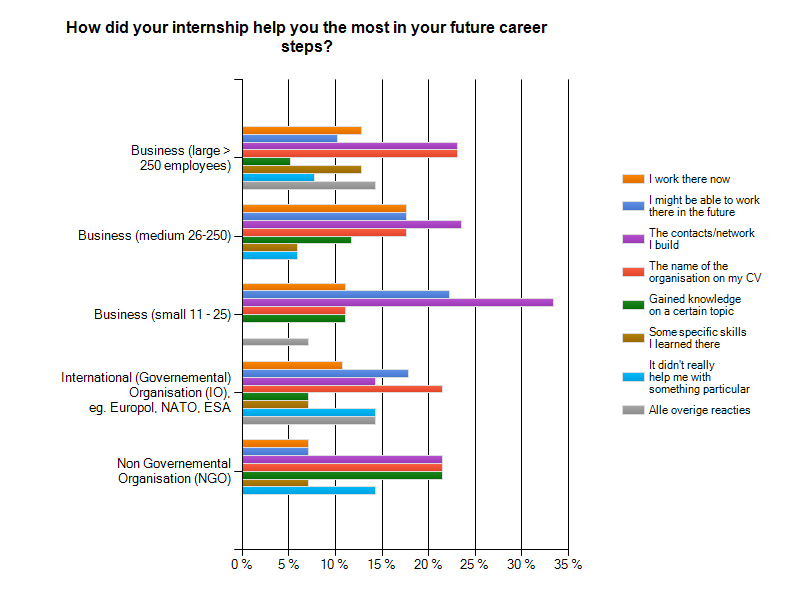 How did your internship help you the most in your future career
steps?
Business (large >
250 employees)
Business (medium 26-250)
Business (small 11 - 25)
International (Governemental)
Organisation (IO),
eg. Europol, NATO, ESA
Non Governemental
Organisation (NGO)
0 % 5 % 10 % 15 % 20 % 25 % 30 % 35 %
I work there now
I might be able to work
there in the future
The contacts/network
I build
The name of the
organisation on my CV
Gained knowledge
on a certain topic
Some specific skills
I learned there
It didn't really
help me with
something particular
Alle overige reacties